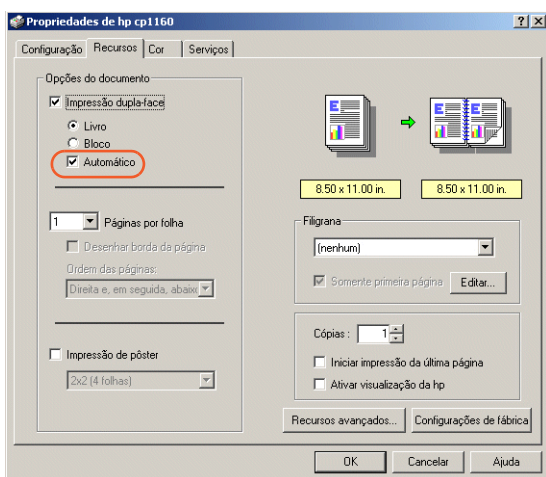 Propriedades de hp cp1160
Configuração Recursos Cor Serviços
Opções do documento
Impressão dupla-face
Livro
Bloco
Automático
1 Páginas por folha
Desenhar borda da página
Ordem das páginas:
Direita e, em seguida, abaixo
Impressão de pôster
2x2 (4 folhas)
8.50 x 11.00 in. 8.50 x 11.00 in.
Filigrana
(nenhum)
Somente primeira página Editar...
Cópias : 1
Iniciar impressão da última página
Ativar visualização da hp
Recursos avançados... Configurações de fábrica
OK Cancelar Ajuda